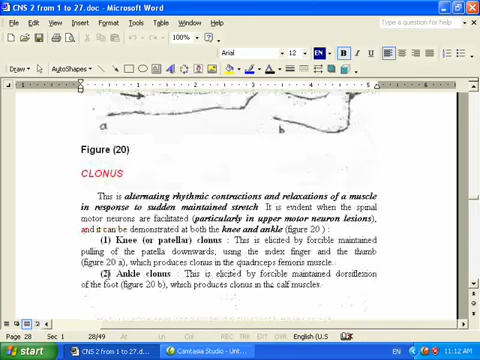 CNS 2 from 1 to 27.doc - Microsoft Word
File Edit View Insert Format Tools Table Window Help
Type a question for help
100%
Arial 12 EN B I U
Draw AutoShapes
a
b
Figure (20)
CLONUS
This is alternating rhythmic contractions and relaxations of a muscle
in response to sudden maintained stretch It is evident when the spinal
motor neurons are facilitated (particularly in upper motor neuron lesions),
and it can be demonstrated at both the knee and ankle (figure 20 ) :
(1) Knee (or patellar) clonus : This is elicited by forcible maintained
pulling of the patella downwards, using the index finger and the thumb
(figure 20 a), which produces clonus in the quadriceps femoris muscle.
(2) Ankle clonus : This is elicited by forcible maintained dorsiflexion
of the foot (figure 20 b), which produces clonus in the calf muscles.
Page 28 Sec 1 28/49 At Ln Col REC TRK EXT OVR English (U.S
start CNS 2 from 1 to 27.d... Camtasia Studio - Unt... 11:12 AM